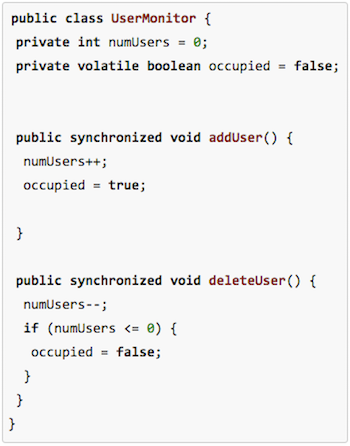 public class UserMonitor {
 private int numUsers = 0;
 private volatile boolean occupied = false;
 public synchronized void addUser() {
  numUsers++;
  occupied = true;
 }
 public synchronized void deleteUser() {
  numUsers--;
  if (numUsers <= 0) {
   occupied = false;
  }
 }
}